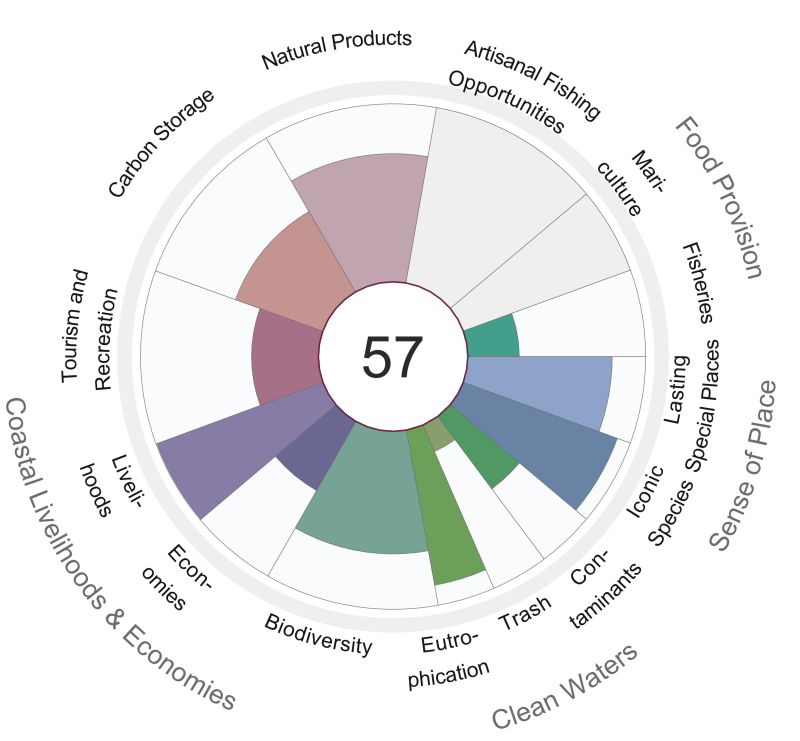 Natural Products
Artisanal Fishing
Opportunities
Mari-
culture
Food Provision
Fisheries
Lasting
Special Places
Sense of Place
Iconic
Species
Con-
taminants
Trash
Clean Waters
Eutro-
phication
Biodiversity
Econ-
omies
Liveli-
hoods
Coastal Livelihoods & Economies
Tourism and
Recreation
Carbon Storage
57